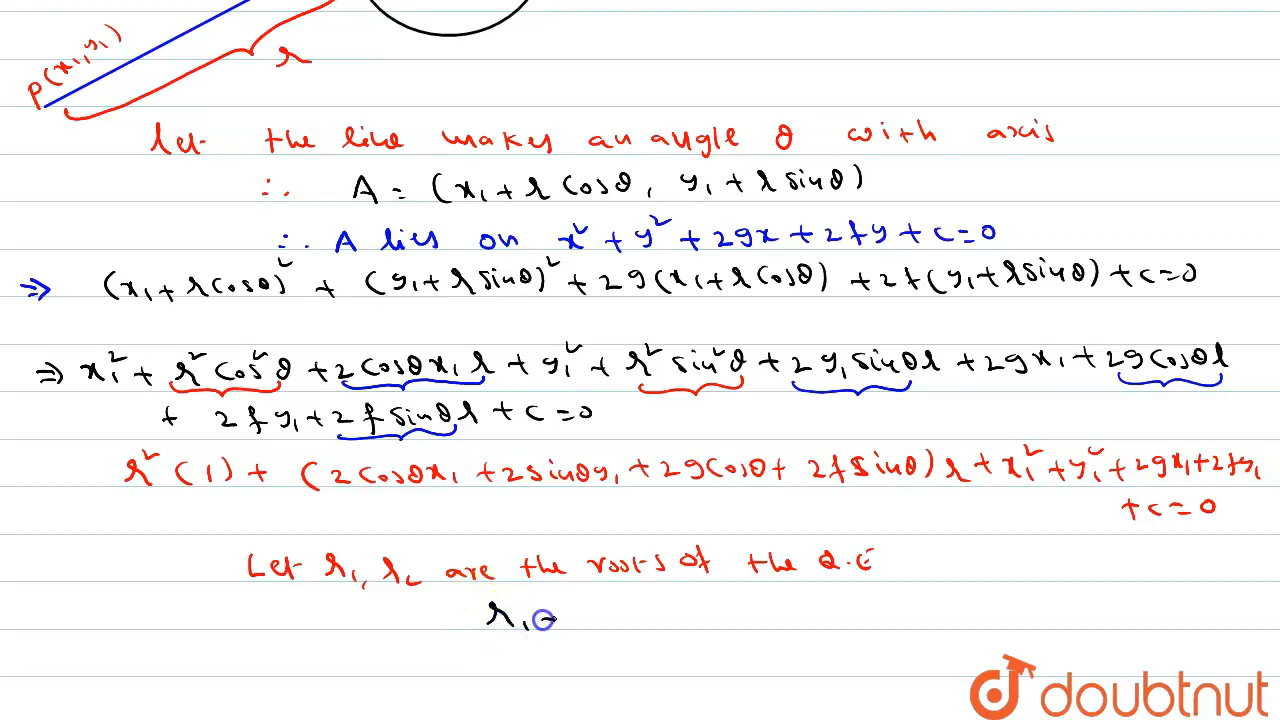 P(x₁,y₁)
r
Let the line makes an angle θ with axis
∴ A = (x₁ + r cosθ, y₁ + r sinθ)
∴ A lies on x² + y² + 2gx + 2fy + c = 0
⇒ (x₁ + r cosθ)² + (y₁ + r sinθ)² + 2g(x₁ + r cosθ) + 2f(y₁ + r sinθ) + c = 0
⇒ x₁² + r² cos²θ + 2 cosθ x₁ r + y₁² + r² sin²θ + 2 y₁ sinθ r + 2gx₁ + 2g cosθ r
+ 2fy₁ + 2f sinθ r + c = 0
r²(1) + (2 cosθ x₁ + 2 sinθ y₁ + 2g cosθ + 2f sinθ) r + x₁² + y₁² + 2gx₁ + 2fy₁
+ c = 0
Let r₁, r₂ are the roots of the Q.E
r₁
doubtnut